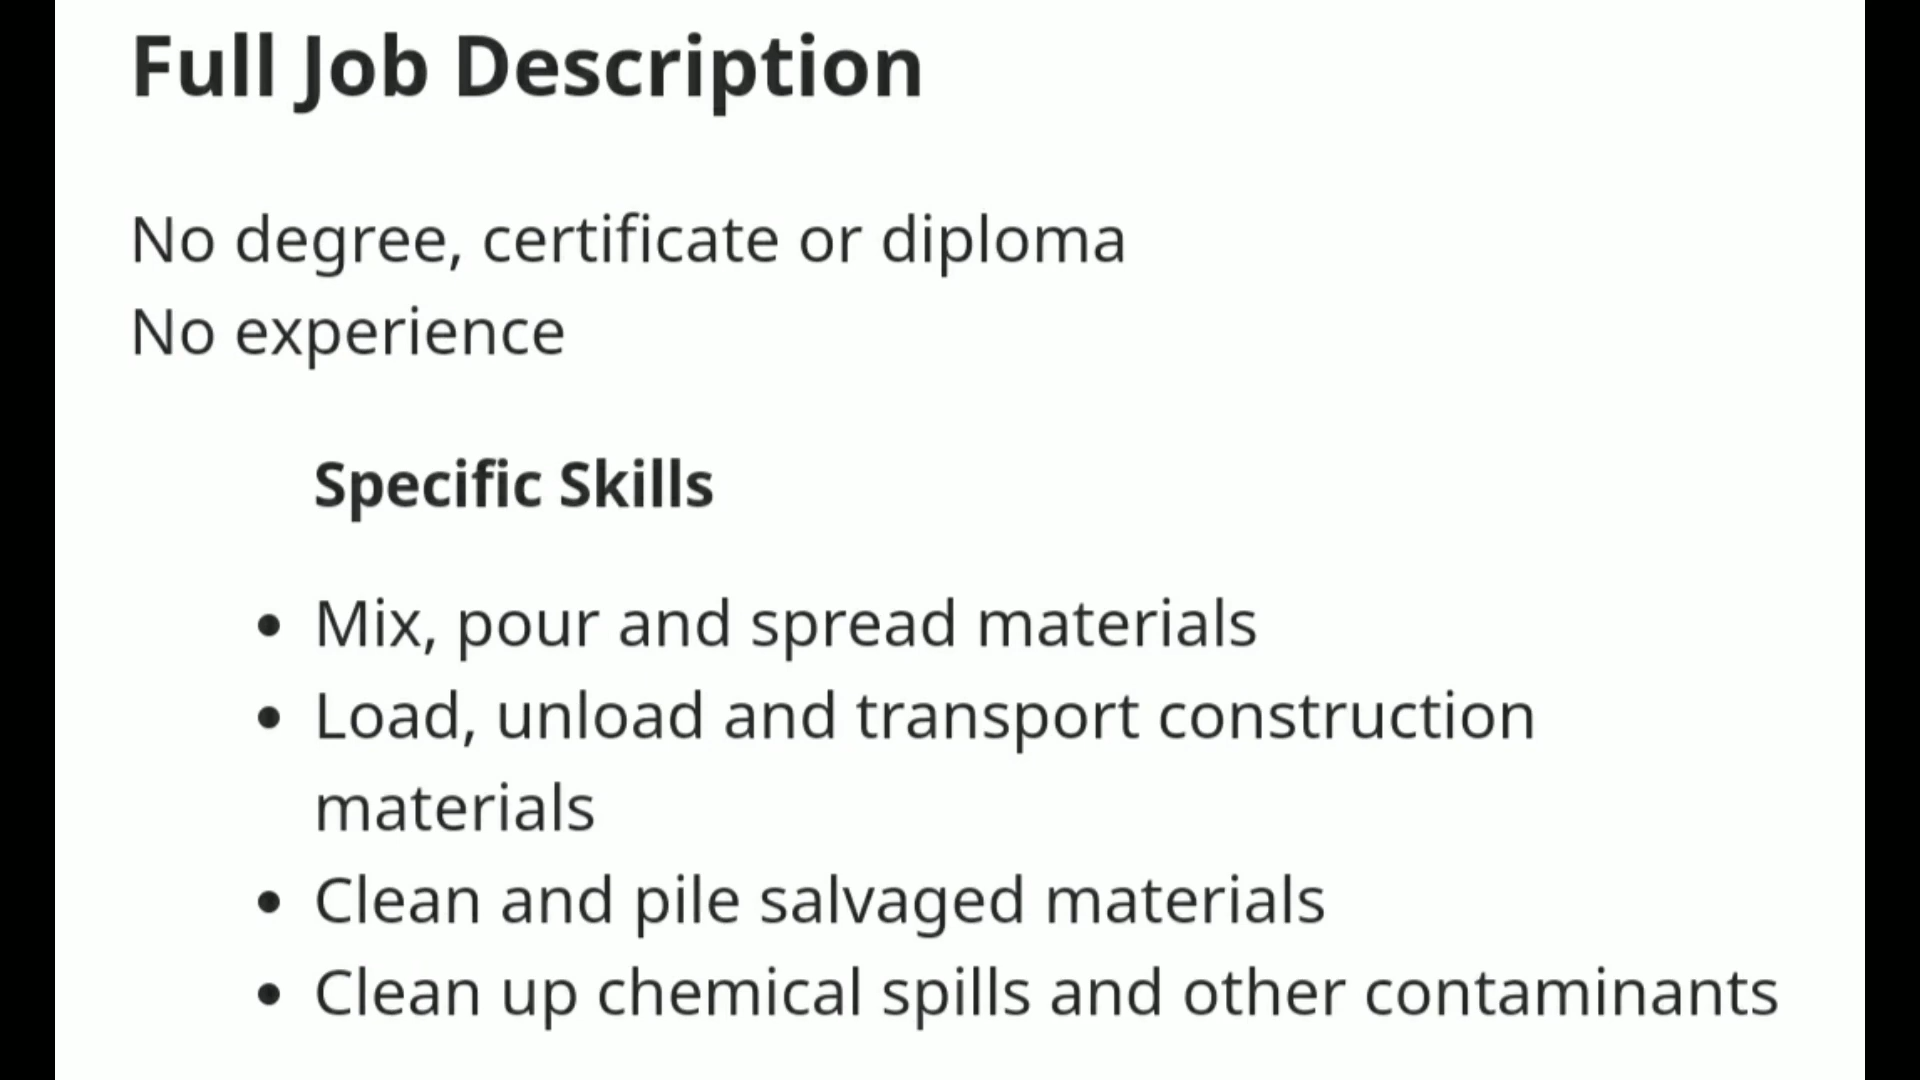 Full Job Description
No degree, certificate or diploma
No experience
Specific Skills
• Mix, pour and spread materials
• Load, unload and transport construction
materials
• Clean and pile salvaged materials
• Clean up chemical spills and other contaminants